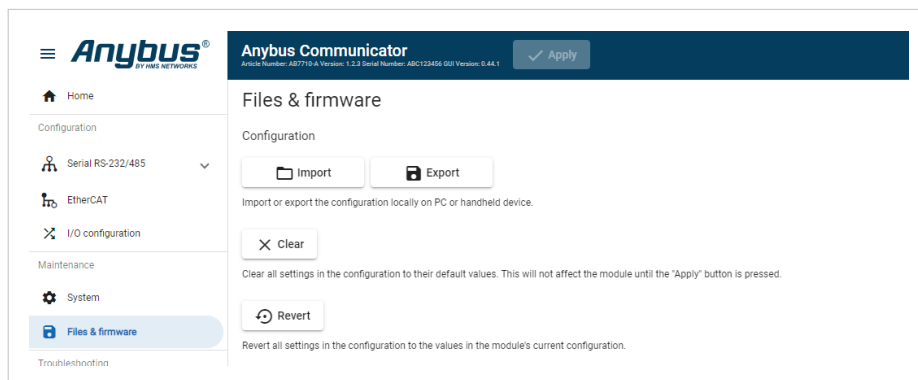 Anybus®
BY HMS NETWORKS
Anybus Communicator
Article Number: AB7710-A Version: 1.2.3 Serial Number: ABC123456 GUI Version: 0.44.1
Apply
Home
Configuration
Serial RS-232/485
EtherCAT
I/O configuration
Maintenance
System
Files & firmware
Troubleshooting
Files & firmware
Configuration
Import
Export
Import or export the configuration locally on PC or handheld device.
Clear
Clear all settings in the configuration to their default values. This will not affect the module until the "Apply" button is pressed.
Revert
Revert all settings in the configuration to the values in the module's current configuration.